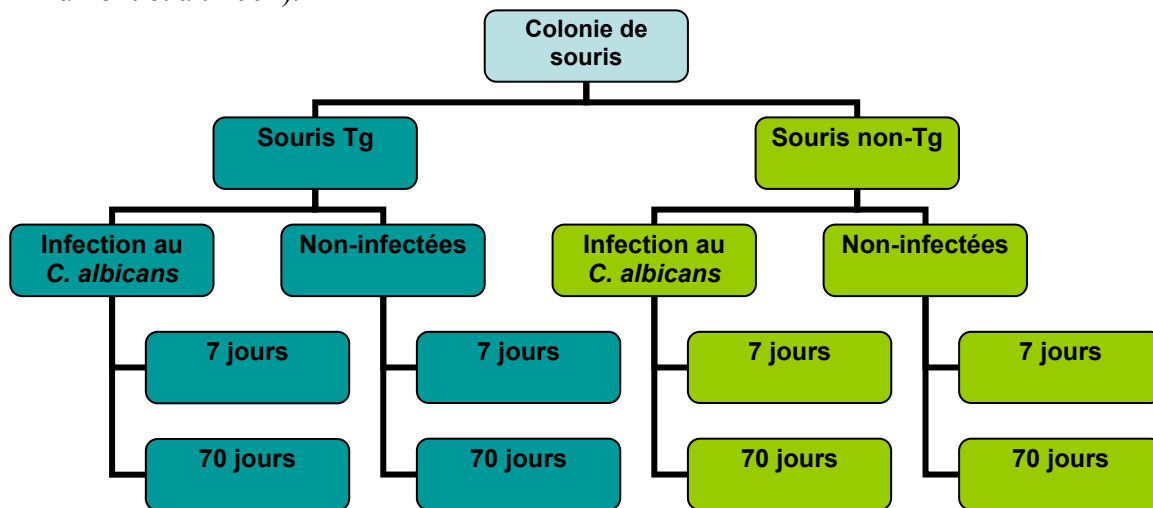 Colonie de
souris
Souris Tg
Souris non-Tg
Infection au
C. albicans
Non-infectées
Infection au
C. albicans
Non-infectées
7 jours
7 jours
7 jours
7 jours
70 jours
70 jours
70 jours
70 jours